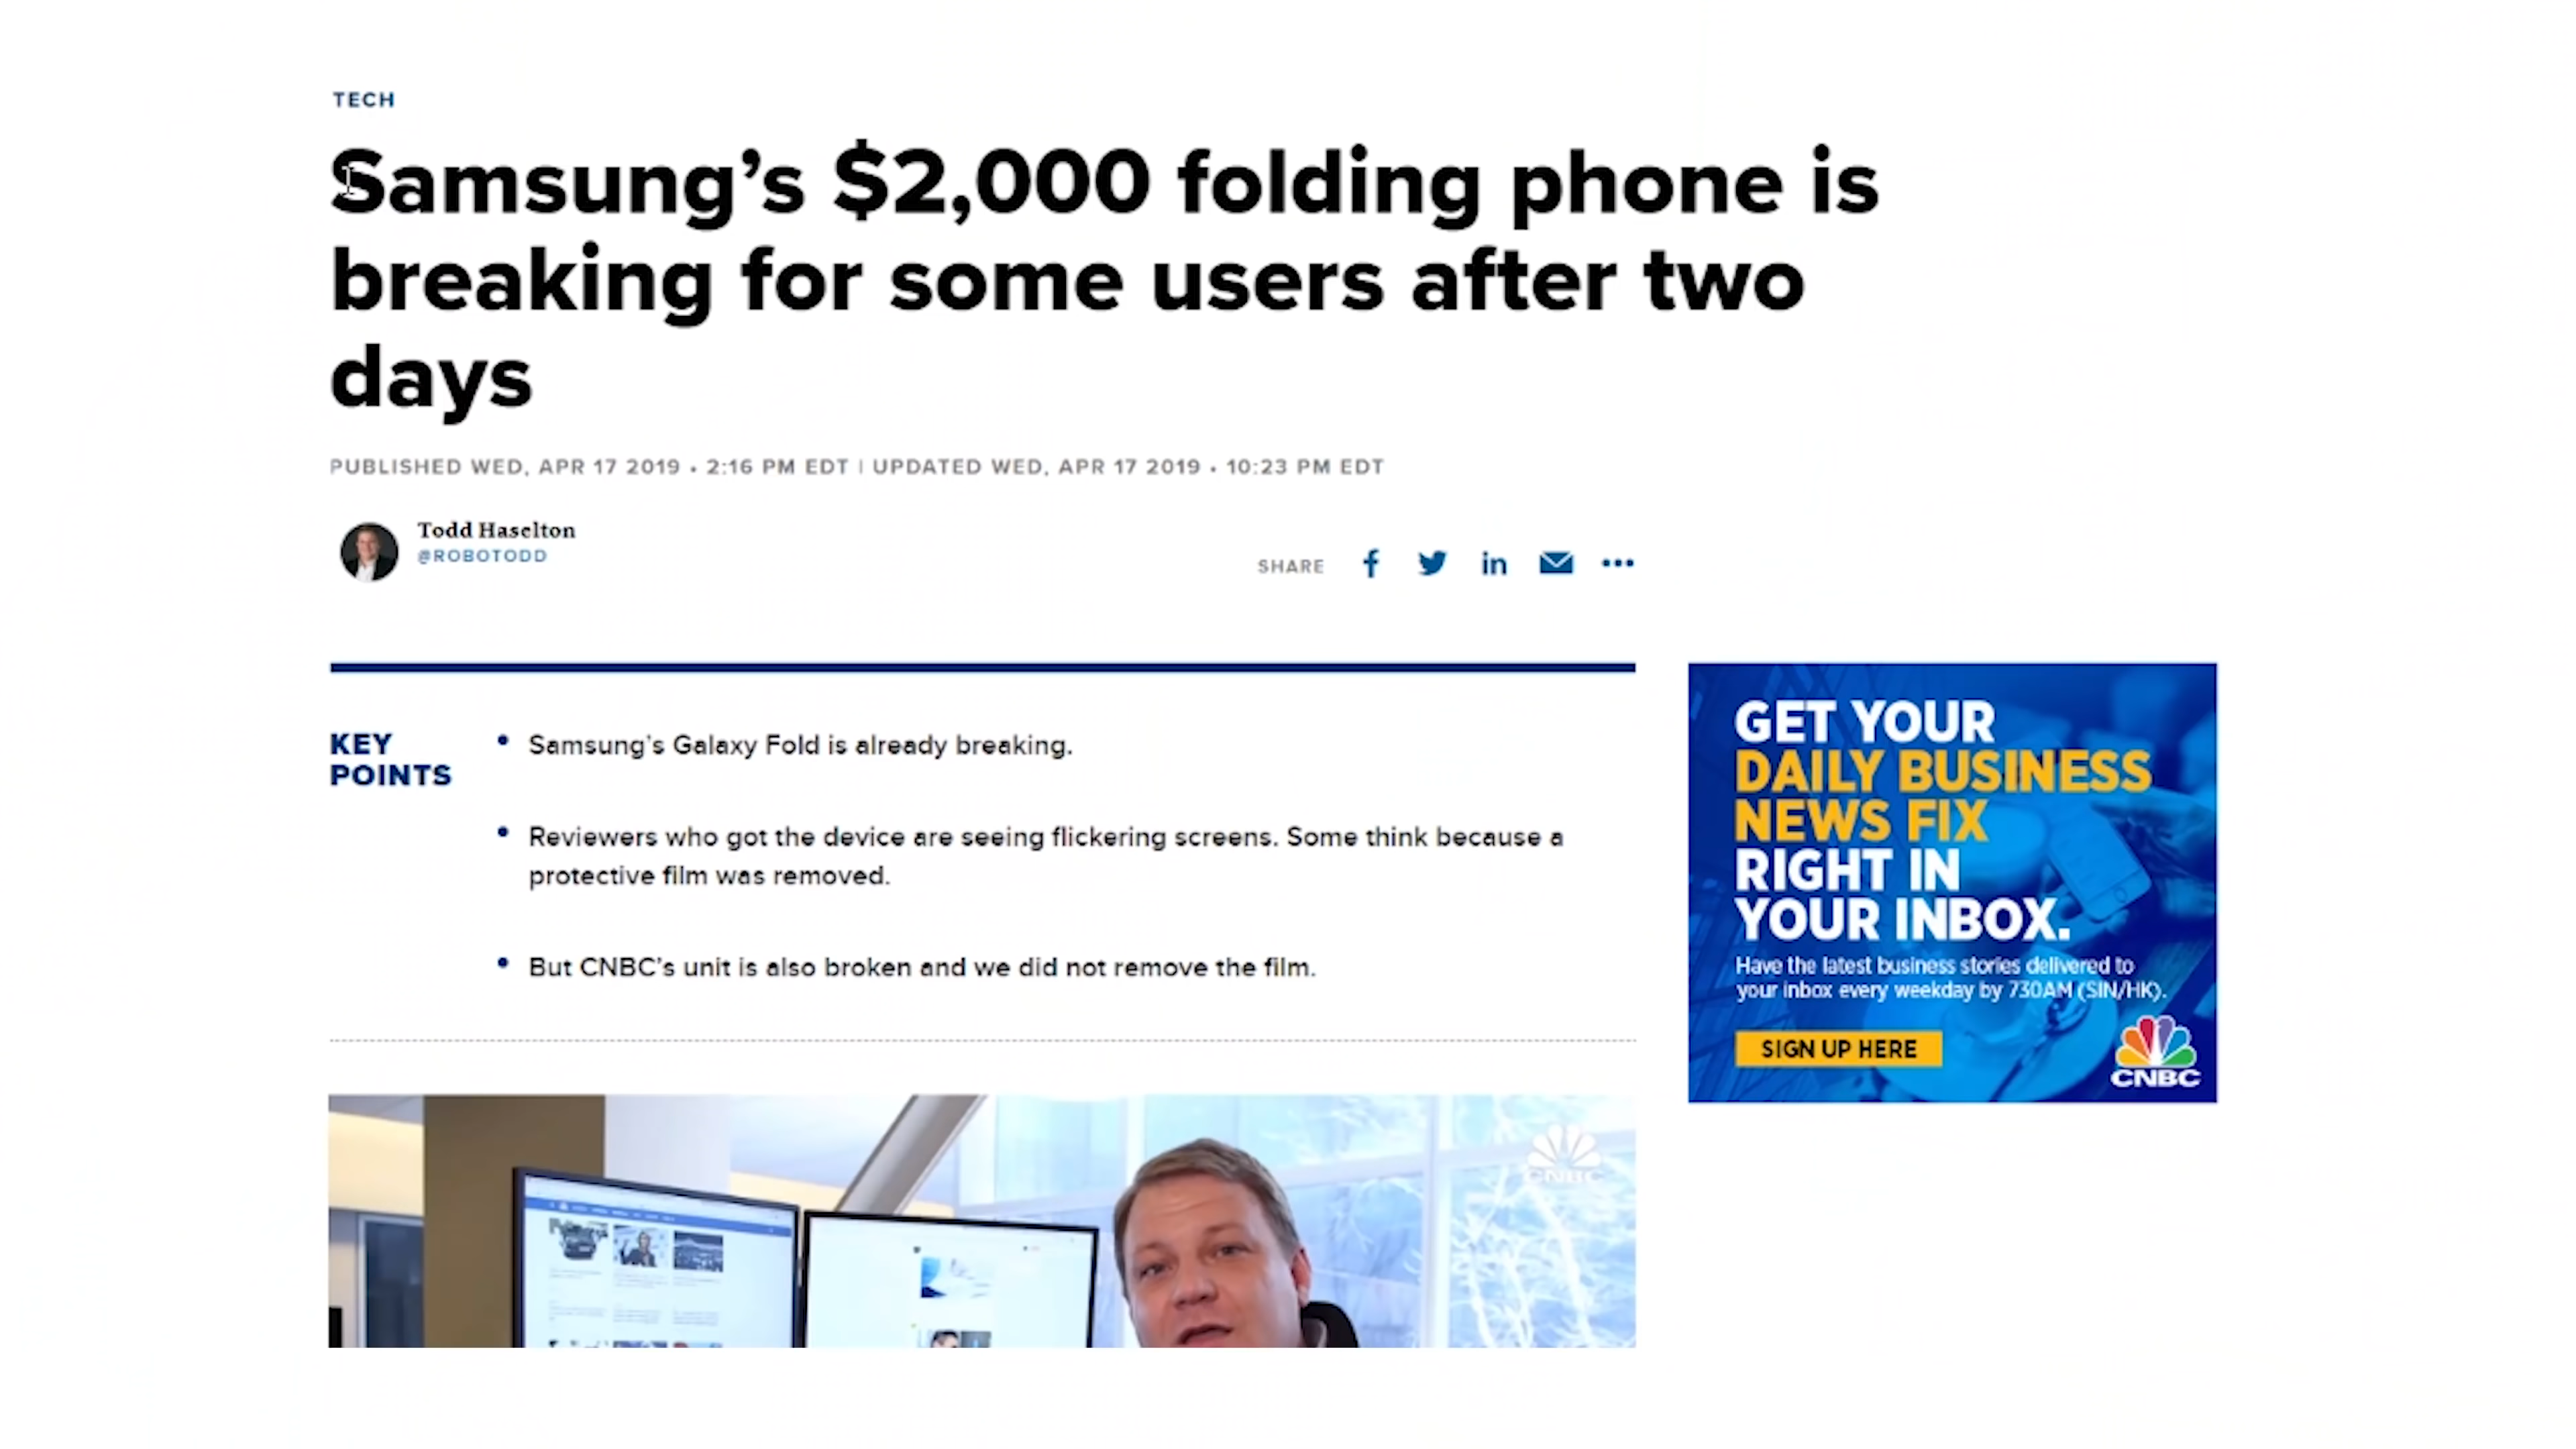 TECH
Samsung’s $2,000 folding phone is
breaking for some users after two
days
PUBLISHED WED, APR 17 2019 • 2:16 PM EDT | UPDATED WED, APR 17 2019 • 10:23 PM EDT
Todd Haselton
@ROBOTODD
SHARE
KEY
POINTS
• Samsung’s Galaxy Fold is already breaking.
• Reviewers who got the device are seeing flickering screens. Some think because a
protective film was removed.
• But CNBC’s unit is also broken and we did not remove the film.
GET YOUR
DAILY BUSINESS
NEWS FIX
RIGHT IN
YOUR INBOX.
Have the latest business stories delivered to
your inbox every weekday by 730AM (SIN/HK).
SIGN UP HERE
CNBC
CNBC